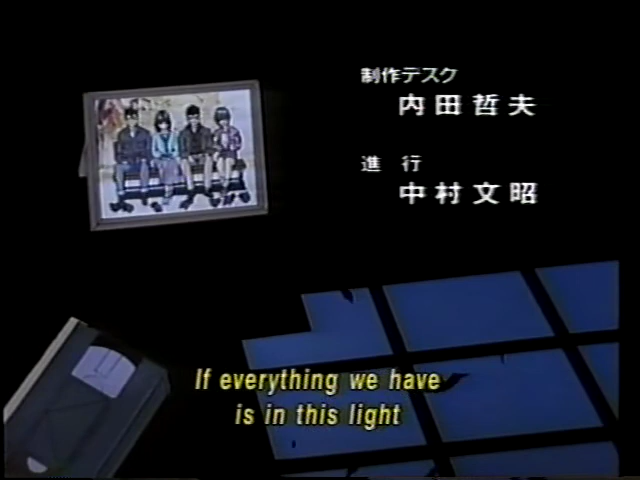 制作デスク
内田哲夫
進 行
中村文昭
If everything we have
is in this light